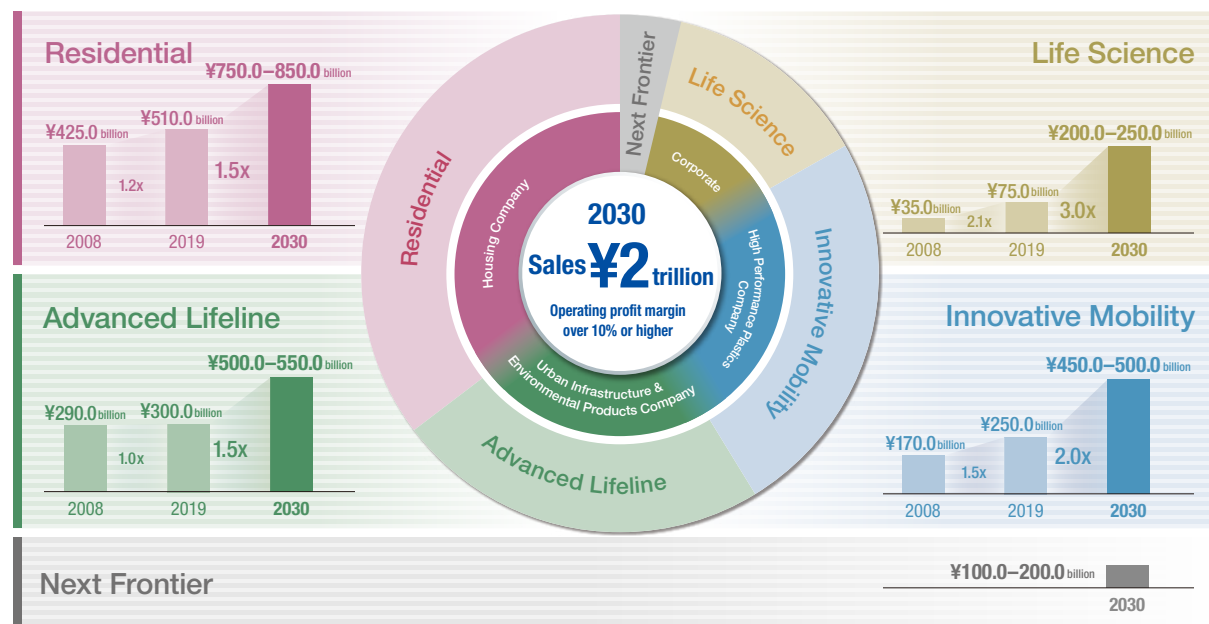 Residential
¥750.0–850.0 billion
¥510.0 billion
¥425.0 billion
1.2x
1.5x
2008
2019
2030
Advanced Lifeline
¥500.0–550.0 billion
¥290.0 billion
¥300.0 billion
1.0x
1.5x
2008
2019
2030
Next Frontier
Life Science
Innovative Mobility
Advanced Lifeline
Residential
Corporate
High Performance Plastics
Company
Urban Infrastructure &
Environmental Products Company
Housing Company
2030
Sales ¥2 trillion
Operating profit margin
over 10% or higher
Life Science
¥200.0–250.0 billion
¥75.0 billion
¥35.0 billion
2.1x
3.0x
2008
2019
2030
Innovative Mobility
¥450.0–500.0 billion
¥250.0 billion
¥170.0 billion
1.5x
2.0x
2008
2019
2030
Next Frontier
¥100.0–200.0 billion
2030